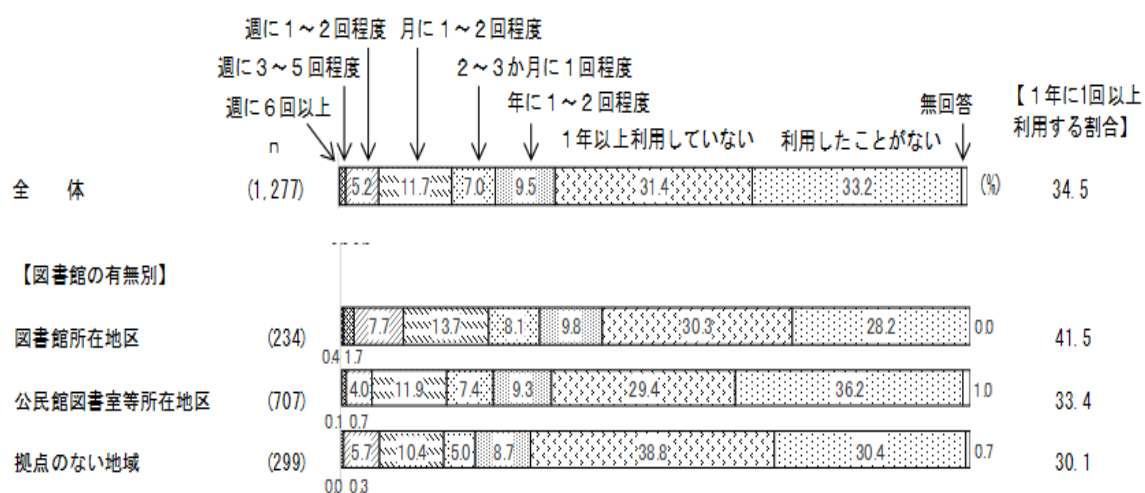 週に１～２回程度 月に１～２回程度
週に３～５回程度 ２～３か月に１回程度
週に６回以上 年に１～２回程度 無回答 【１年に1回以上
１年以上利用していない 利用したことがない 利用する割合】
n
全 体 (1,277) 5.2 11.7 7.0 9.5 31.4 33.2 (%) 34.5
【図書館の有無別】
図書館所在地区 (234) 7.7 13.7 8.1 9.8 30.3 28.2 0.0 41.5
0.4 1.7
公民館図書室等所在地区 (707) 4.0 11.9 7.4 9.3 29.4 36.2 1.0 33.4
0.1 0.7
拠点のない地域 (299) 5.7 10.4 5.0 8.7 38.8 30.4 0.7 30.1
0.0 0.3